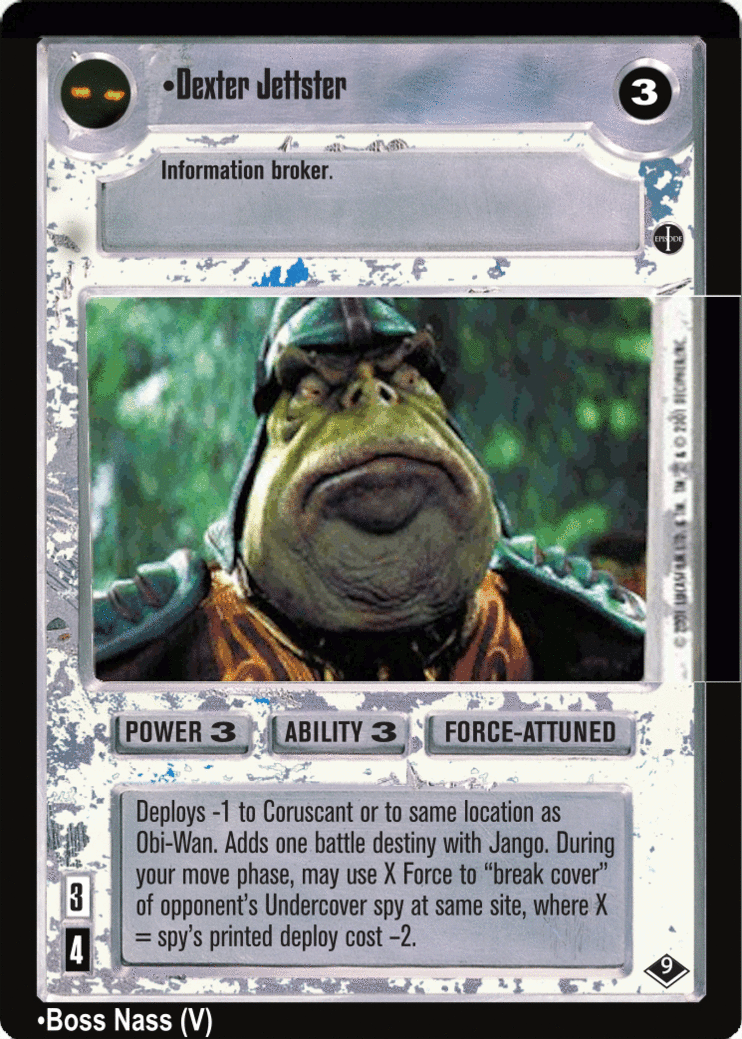 •Dexter Jettster
3
Information broker.
EPISODE
I
POWER 3
ABILITY 3
FORCE-ATTUNED
Deploys -1 to Coruscant or to same location as
Obi-Wan. Adds one battle destiny with Jango. During
your move phase, may use X Force to “break cover”
of opponent’s Undercover spy at same site, where X
= spy’s printed deploy cost –2.
3
4
9
•Boss Nass (V)